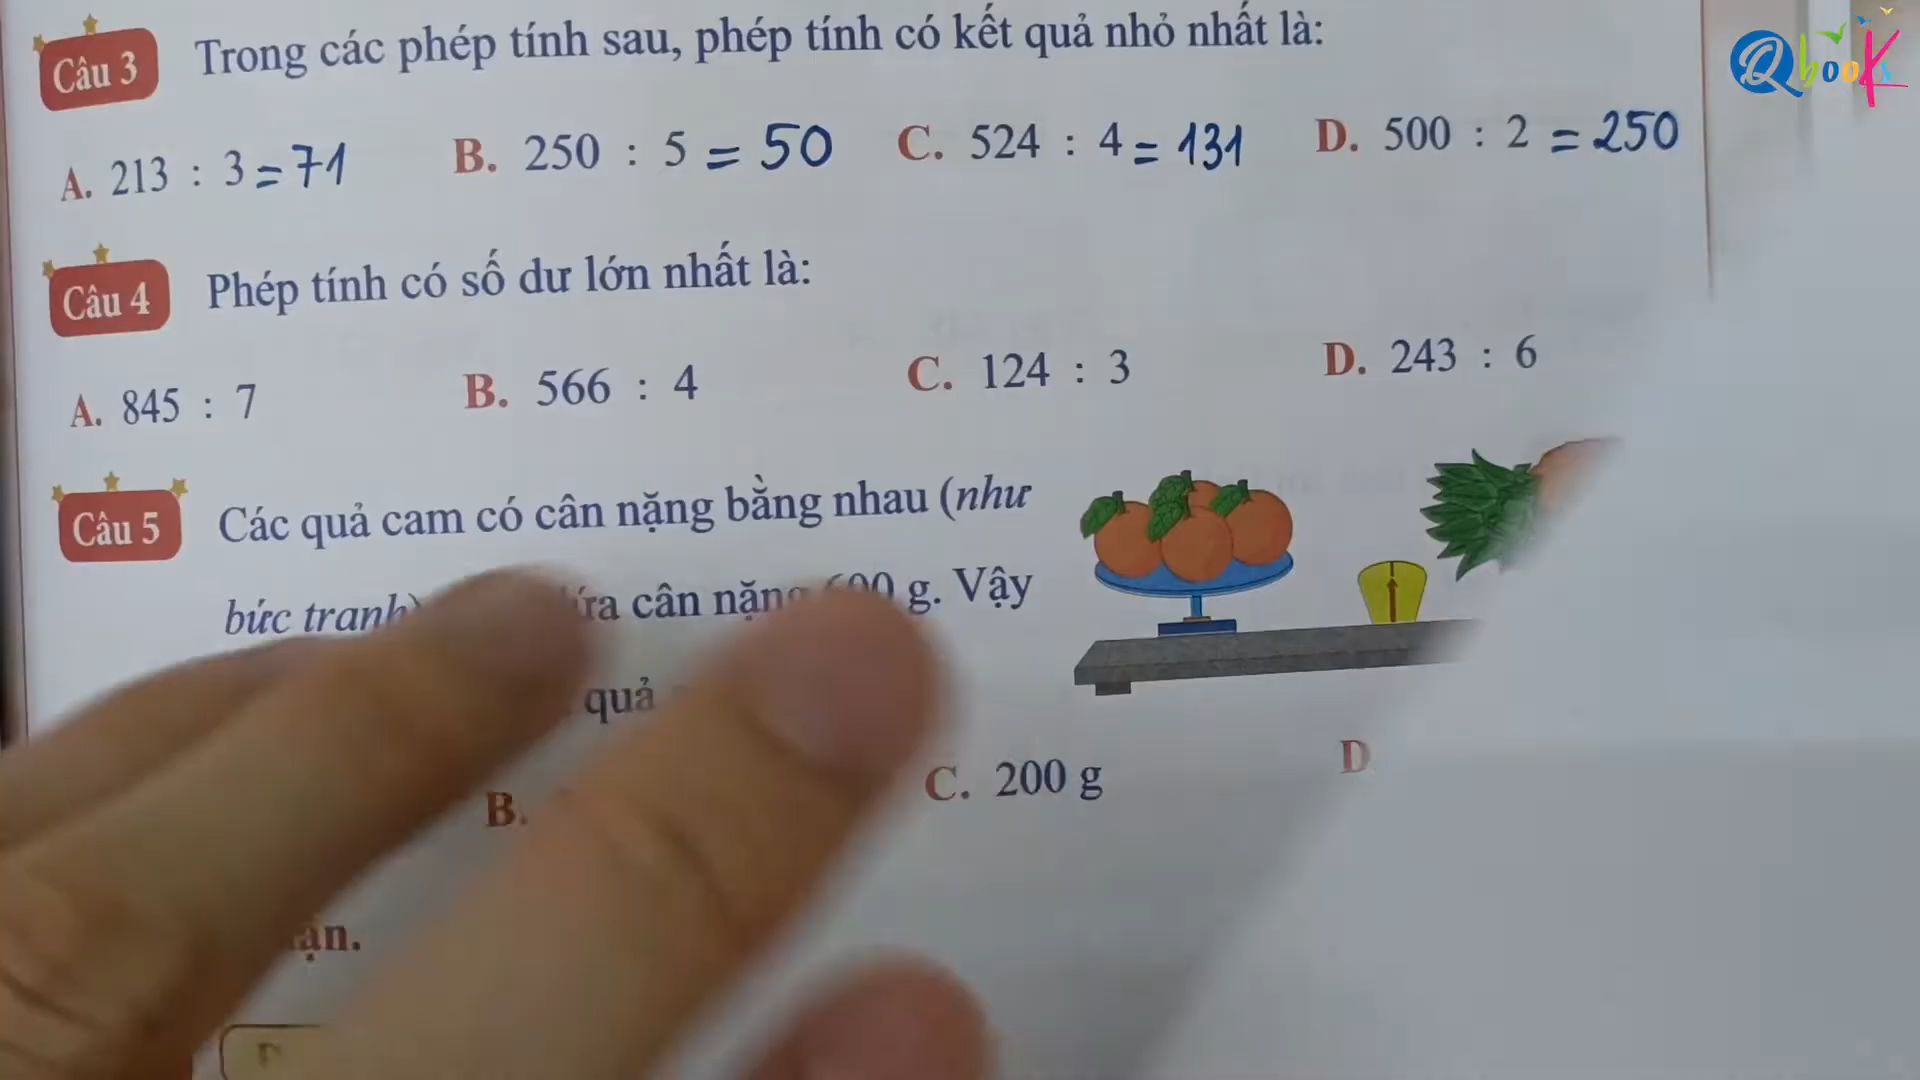 Qbooks
Câu 3 Trong các phép tính sau, phép tính có kết quả nhỏ nhất là:
A. 213 : 3 = 71 B. 250 : 5 = 50 C. 524 : 4 = 131 D. 500 : 2 = 250
Câu 4 Phép tính có số dư lớn nhất là:
A. 845 : 7 B. 566 : 4 C. 124 : 3 D. 243 : 6
Câu 5 Các quả cam có cân nặng bằng nhau (như
bức tranh) cân nặng g. Vậy
quả
B. C. 200 g D